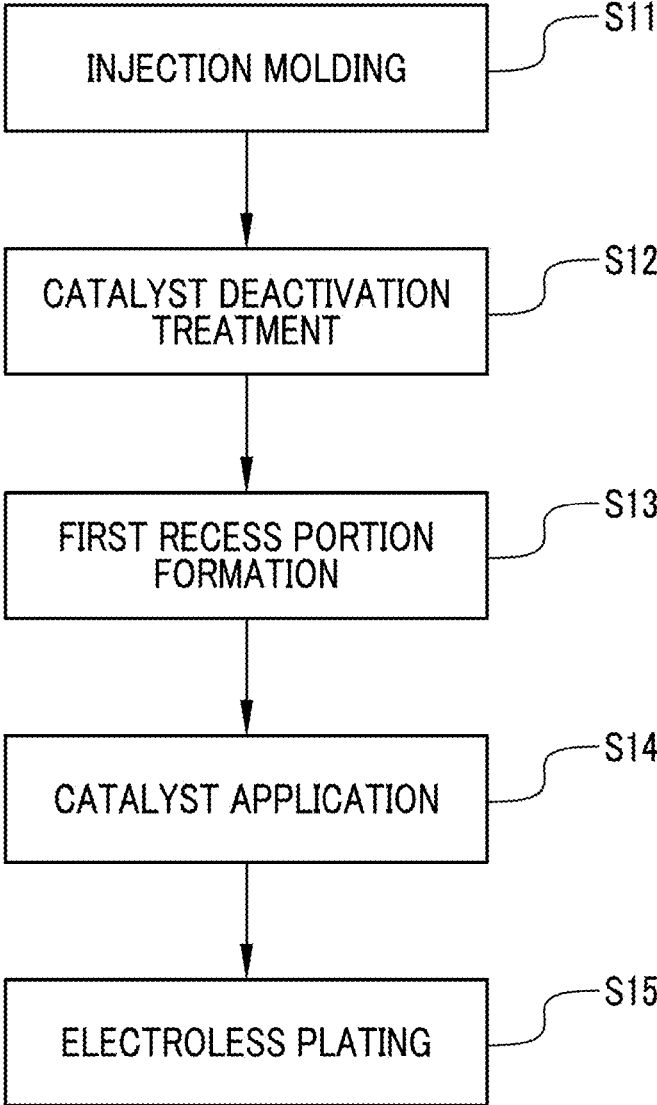 S11
INJECTION MOLDING
S12
CATALYST DEACTIVATION
TREATMENT
S13
FIRST RECESS PORTION
FORMATION
S14
CATALYST APPLICATION
S15
ELECTROLESS PLATING